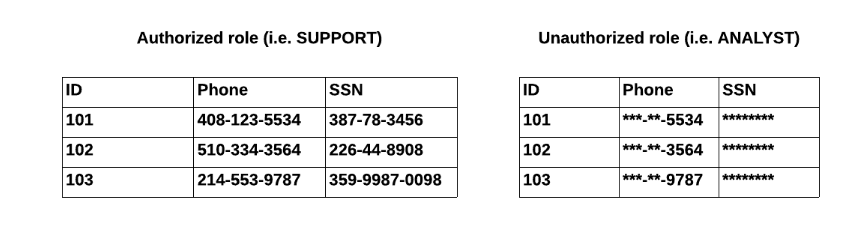 Authorized role (i.e. SUPPORT)
ID Phone SSN
101 408-123-5534 387-78-3456
102 510-334-3564 226-44-8908
103 214-553-9787 359-9987-0098
Unauthorized role (i.e. ANALYST)
ID Phone SSN
101 ***-**-5534 ********
102 ***-**-3564 ********
103 ***-**-9787 ********